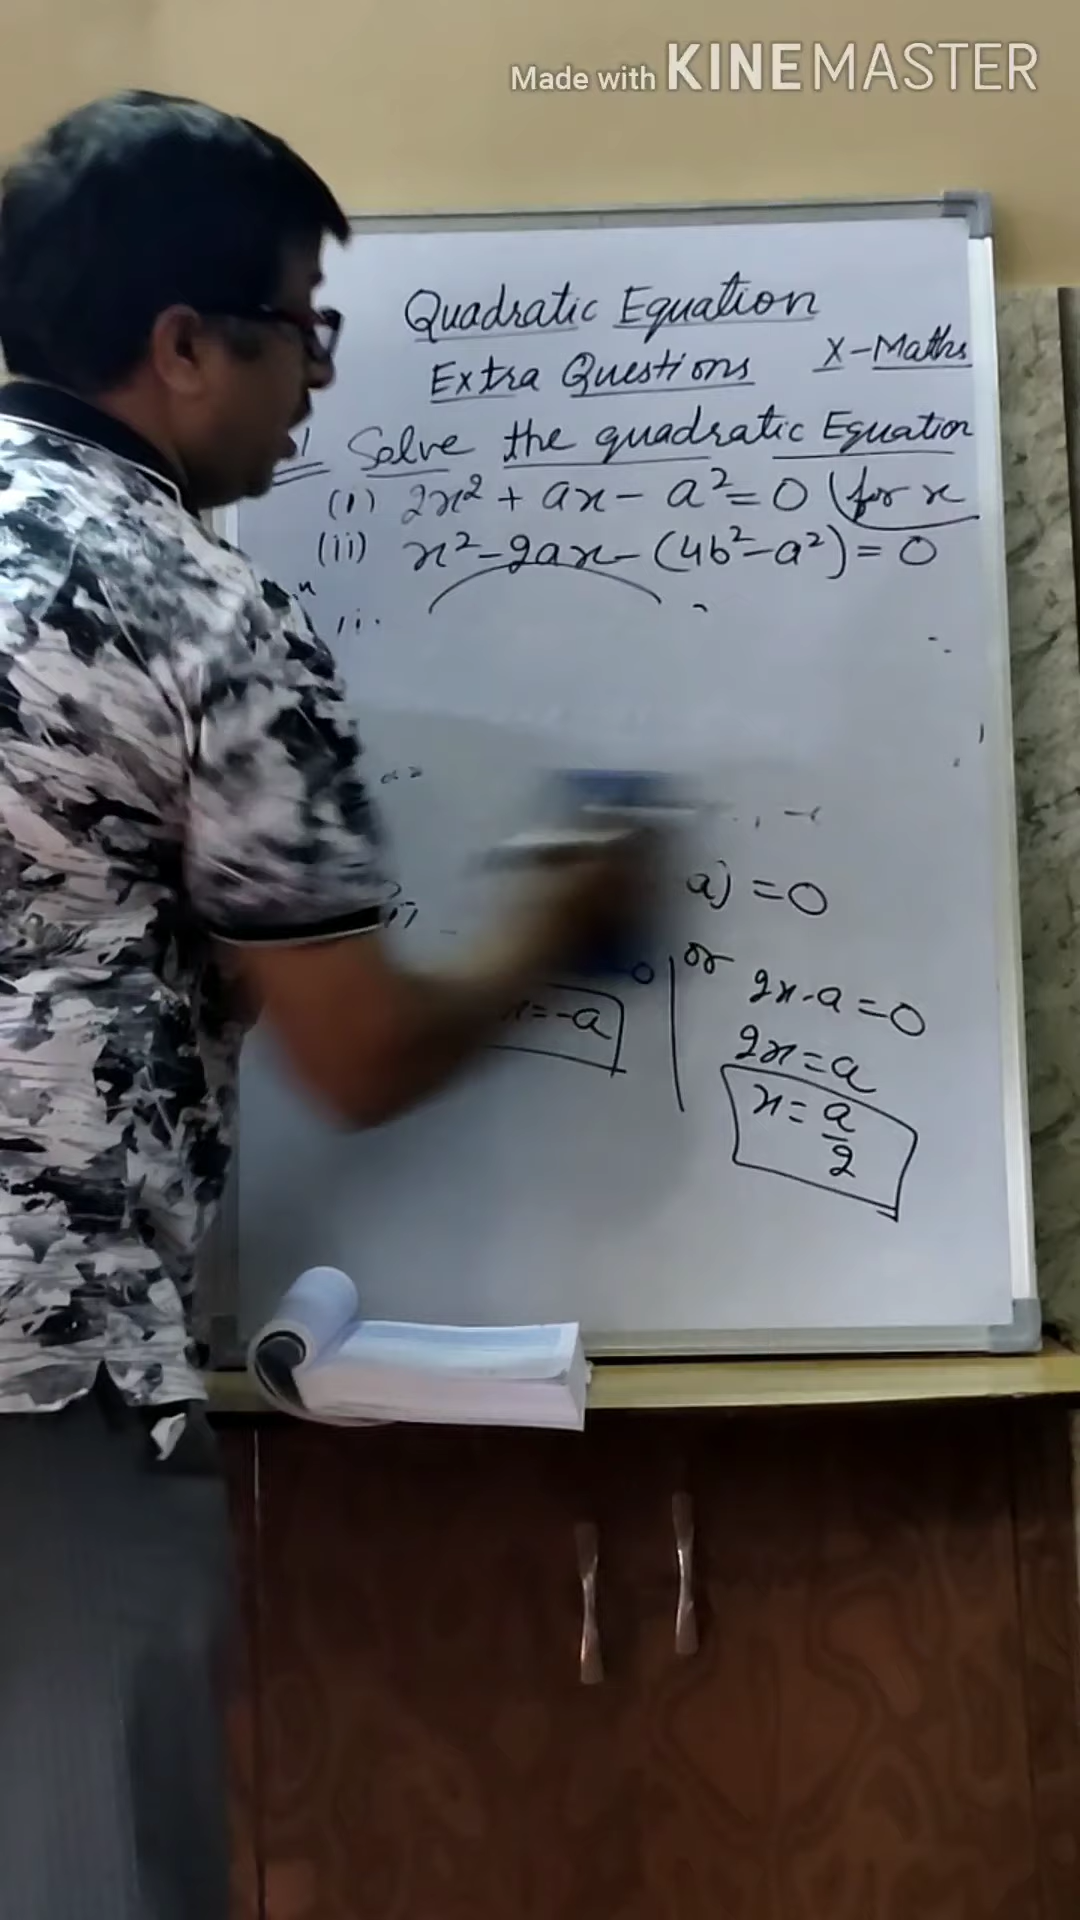 Made with KINEMASTER
Quadratic Equation
Extra Questions X-Maths
1 Solve the quadratic Equation
(i) 2x² + ax - a² = 0 (for x
(ii) x² - 2ax - (4b² - a²) = 0
a) = 0
0 or 2x - a = 0
x = -a
2x = a
x = a/2